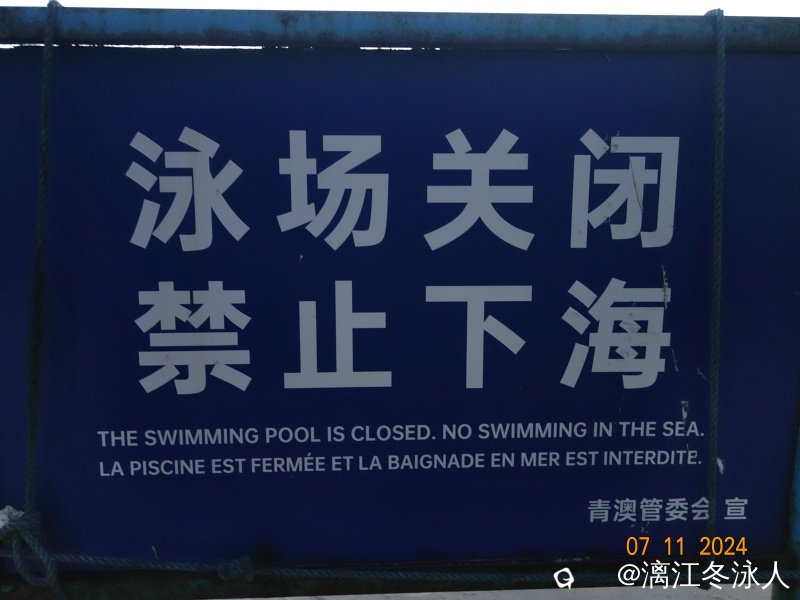 泳场关闭
禁止下海
THE SWIMMING POOL IS CLOSED. NO SWIMMING IN THE SEA.
LA PISCINE EST FERMÉE ET LA BAIGNADE EN MER EST INTERDITE.
青澳管委会 宣
07 11 2024
@漓江冬泳人